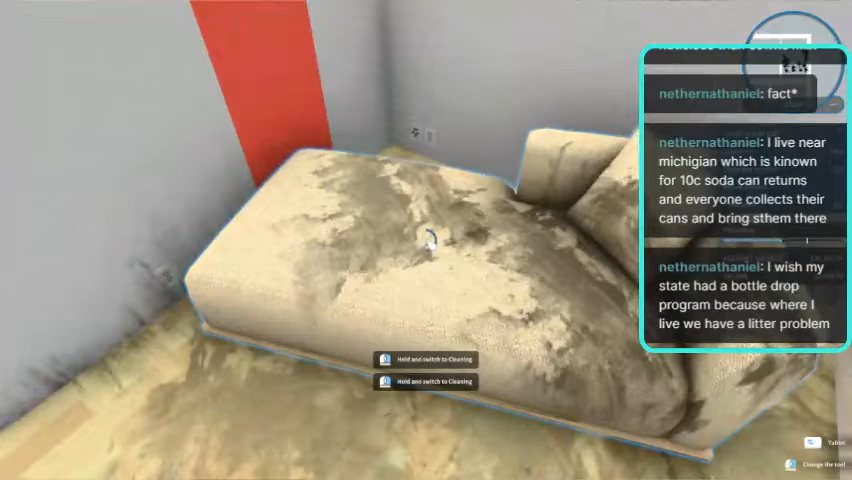 nethernathaniel: fact*
nethernathaniel: I live near
michigian which is kinown
for 10c soda can returns
and everyone collects their
cans and bring sthem there
nethernathaniel: I wish my
state had a bottle drop
program because where I
live we have a litter problem
Hold and switch to Cleaning
Hold and switch to Cleaning
Tablet
Change the tool